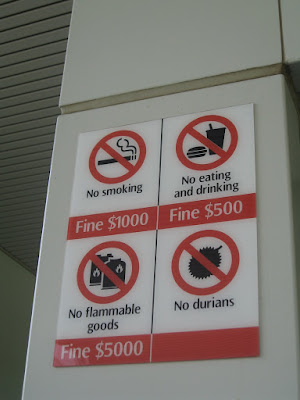 No smoking
Fine $1000
No eating
and drinking
Fine $500
No flammable
goods
Fine $5000
No durians